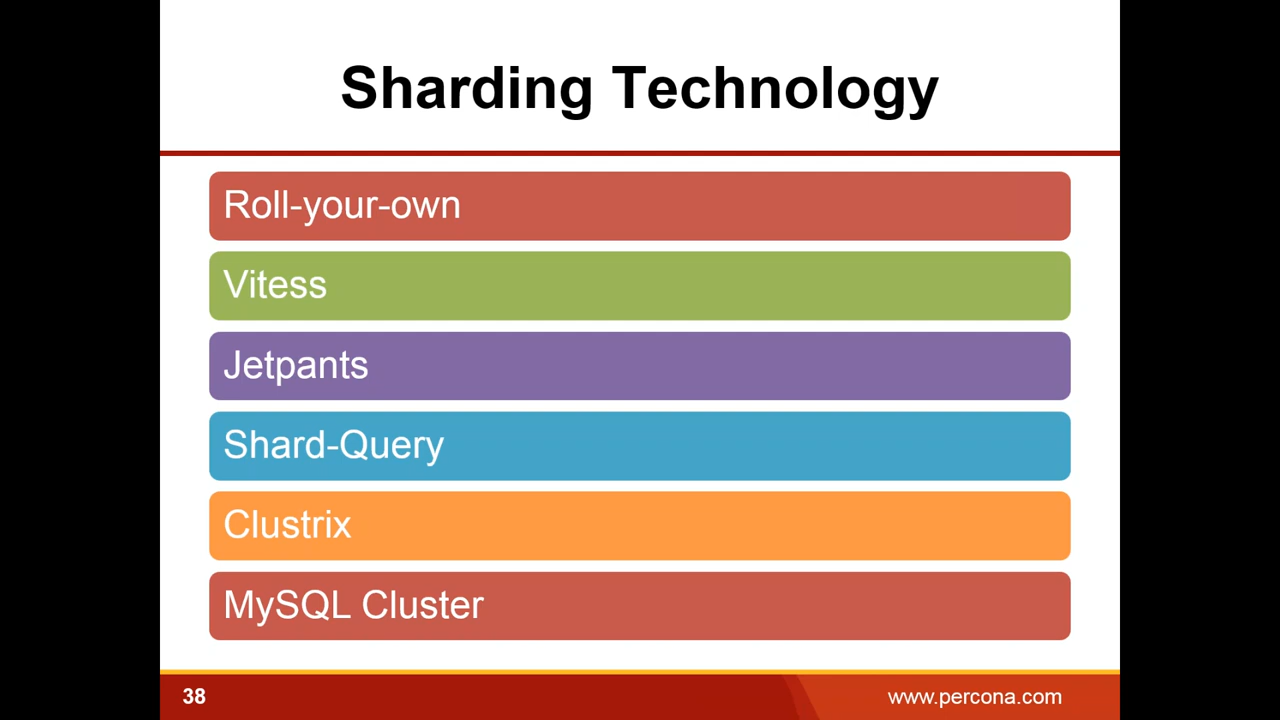 Sharding Technology
Roll-your-own
Vitess
Jetpants
Shard-Query
Clustrix
MySQL Cluster
38
www.percona.com